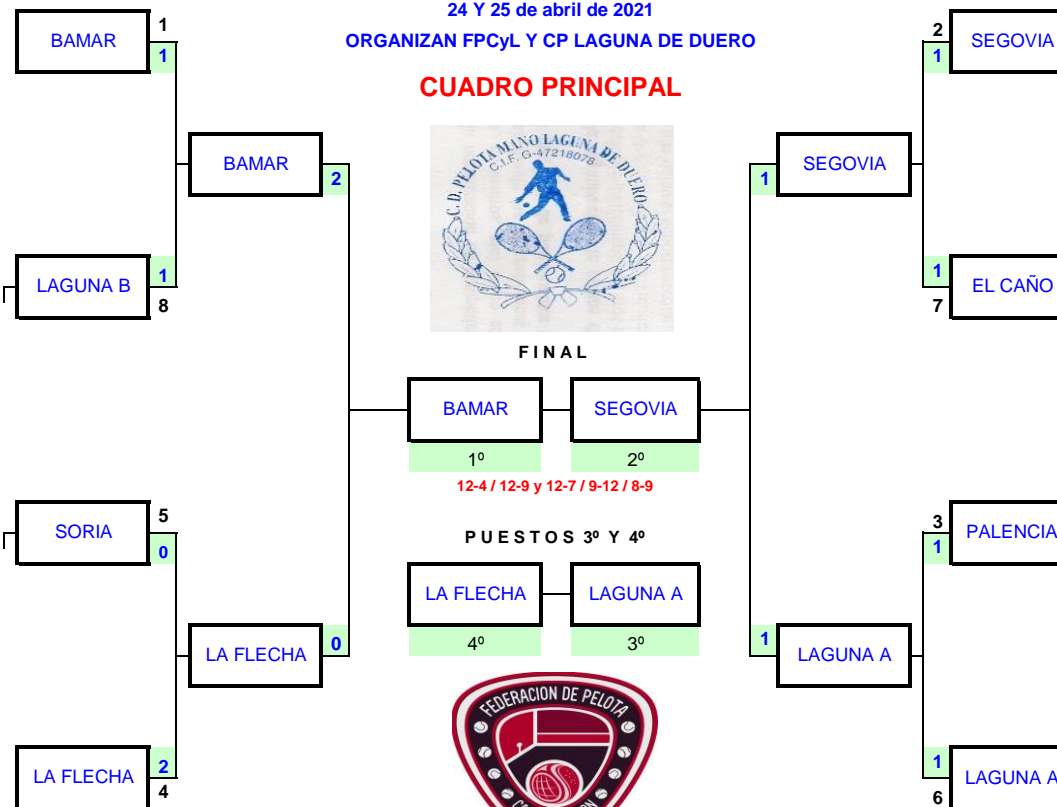 24 Y 25 de abril de 2021
ORGANIZAN FPCyL Y CP LAGUNA DE DUERO
CUADRO PRINCIPAL
C. D. PELOTA MANO LAGUNA DE DUERO
C.I.F. G-47218078
BAMAR 1
1
2 SEGOVIA
1
BAMAR 2
1 SEGOVIA
LAGUNA B 1
8
1 EL CAÑO
7
FINAL
BAMAR SEGOVIA
1º 2º
12-4 / 12-9 y 12-7 / 9-12 / 8-9
SORIA 5
0
3 PALENCIA
1
PUESTOS 3º Y 4º
LA FLECHA LAGUNA A
4º 3º
LA FLECHA 0
1 LAGUNA A
FEDERACION DE PELOTA
LA FLECHA 2
4
1 LAGUNA A
6